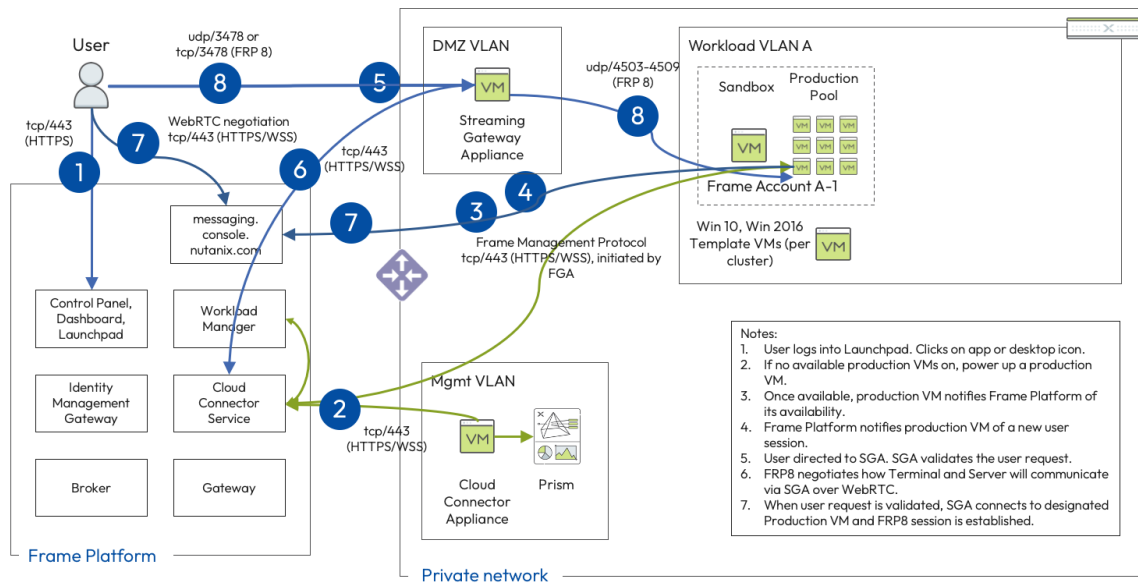 User
udp/3478 or
tcp/3478 (FRP 8)
8
5
tcp/443
(HTTPS)
WebRTC negotiation
tcp/443 (HTTPS/WSS)
7
1
6
tcp/443
(HTTPS/WSS)
DMZ VLAN
VM
Streaming
Gateway
Appliance
udp/4503-4509
(FRP 8)
8
Workload VLAN A
Sandbox
Production
Pool
VM
VM VM VM
VM VM VM
VM VM VM
Frame Account A-1
Win 10, Win 2016
Template VMs (per
cluster)
VM
4
3
7
Frame Management Protocol
tcp/443 (HTTPS/WSS), initiated by
FGA
messaging.
console.
nutanix.com
Control Panel,
Dashboard,
Launchpad
Workload
Manager
Identity
Management
Gateway
Cloud
Connector
Service
Broker
Gateway
Frame Platform
2
tcp/443
(HTTPS/WSS)
Mgmt VLAN
VM
Cloud
Connector
Appliance
Prism
Notes:
1. User logs into Launchpad. Clicks on app or desktop icon.
2. If no available production VMs on, power up a production
VM.
3. Once available, production VM notifies Frame Platform of
its availability.
4. Frame Platform notifies production VM of a new user
session.
5. User directed to SGA. SGA validates the user request.
6. FRP8 negotiates how Terminal and Server will communicate
via SGA over WebRTC.
7. When user request is validated, SGA connects to designated
Production VM and FRP8 session is established.
Private network